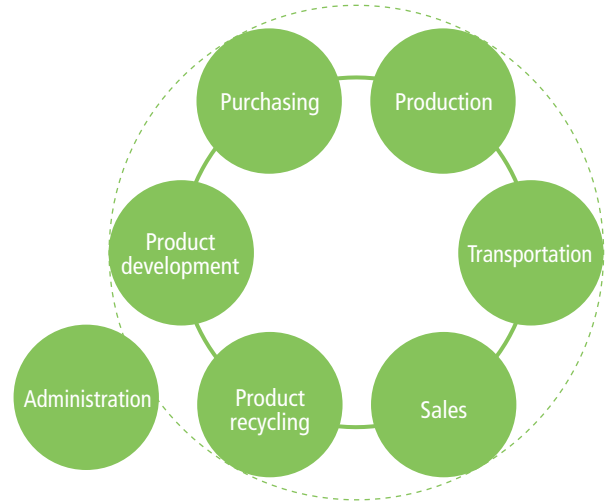 Purchasing
Production
Product
development
Transportation
Administration
Product
recycling
Sales